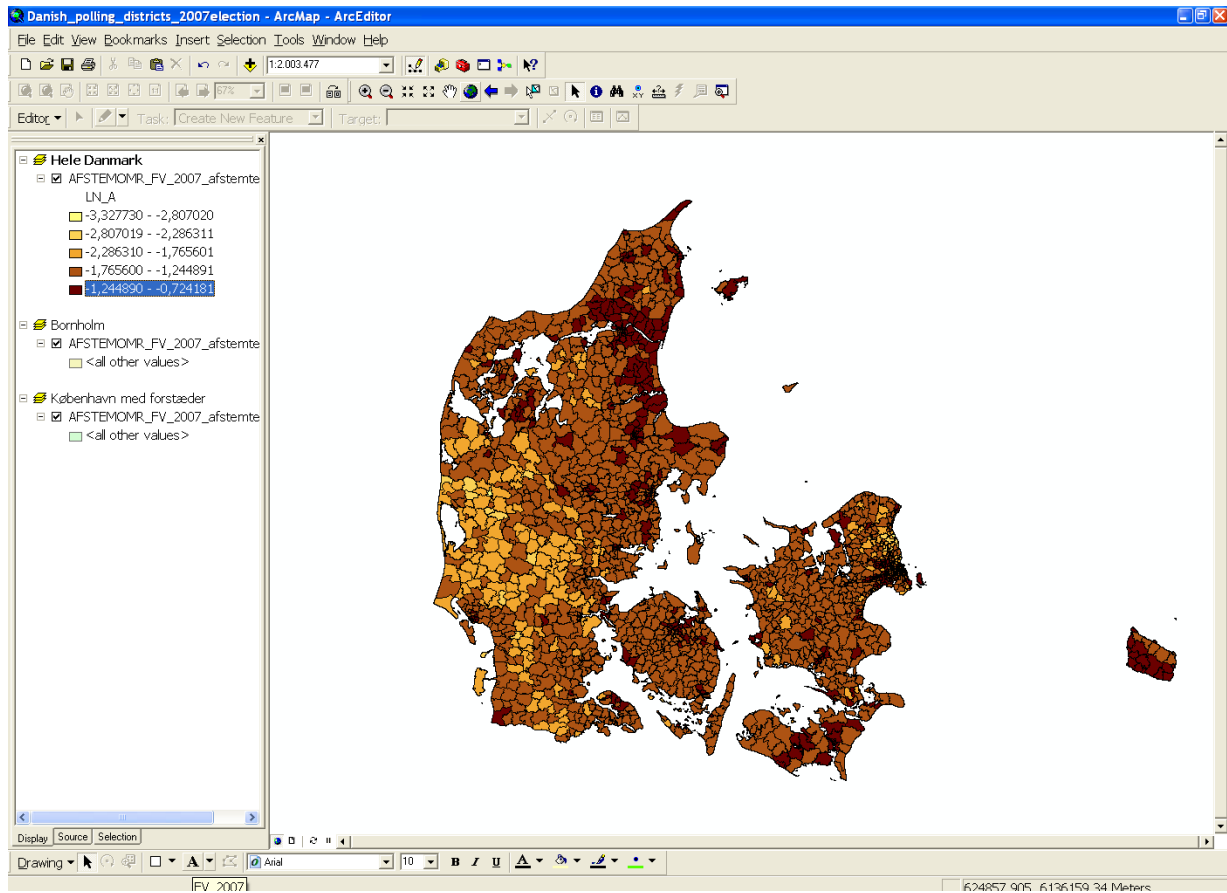 Danish_polling_districts_2007election - ArcMap - ArcEditor
File Edit View Bookmarks Insert Selection Tools Window Help
1:2.003.477
67%
Editor Task: Create New Feature Target:
Hele Danmark
AFSTEMOMR_FV_2007_afstemte
LN_A
-3,327730 - -2,807020
-2,807019 - -2,286311
-2,286310 - -1,765601
-1,765600 - -1,244891
-1,244890 - -0,724181
Bornholm
AFSTEMOMR_FV_2007_afstemte
<all other values>
København med forstæder
AFSTEMOMR_FV_2007_afstemte
<all other values>
Display Source Selection
Drawing A Arial 10 B I U A
FV_2007
624857,905 6136159,34 Meters